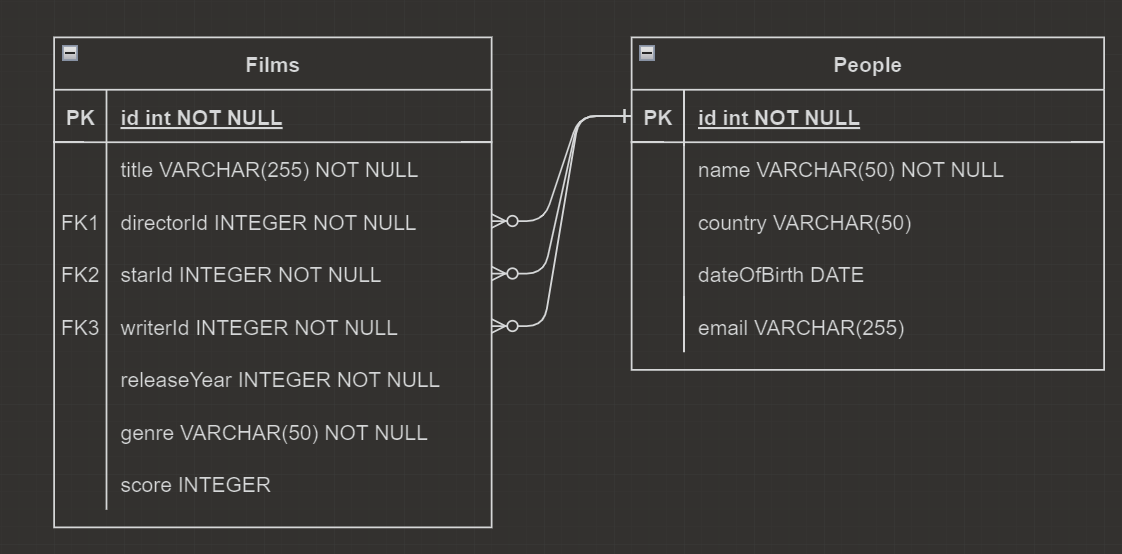 Films
PK id int NOT NULL
title VARCHAR(255) NOT NULL
FK1 directorId INTEGER NOT NULL
FK2 starId INTEGER NOT NULL
FK3 writerId INTEGER NOT NULL
releaseYear INTEGER NOT NULL
genre VARCHAR(50) NOT NULL
score INTEGER
People
PK id int NOT NULL
name VARCHAR(50) NOT NULL
country VARCHAR(50)
dateOfBirth DATE
email VARCHAR(255)